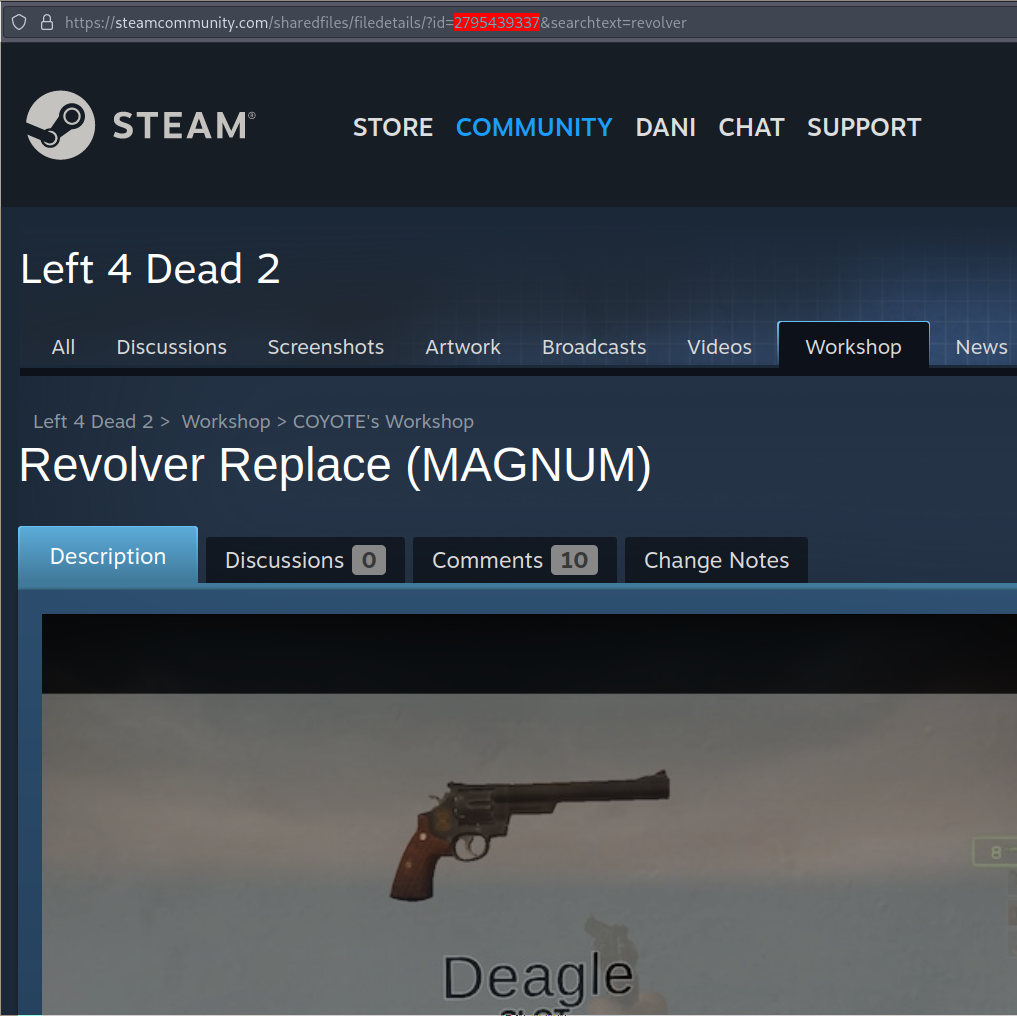 https://steamcommunity.com/sharedfiles/filedetails/?id=2795439337&searchtext=revolver
STEAM®
STORE COMMUNITY DANI CHAT SUPPORT
Left 4 Dead 2
All Discussions Screenshots Artwork Broadcasts Videos Workshop News
Left 4 Dead 2 > Workshop > COYOTE's Workshop
Revolver Replace (MAGNUM)
Description Discussions 0 Comments 10 Change Notes
8
Deagle
SLOT